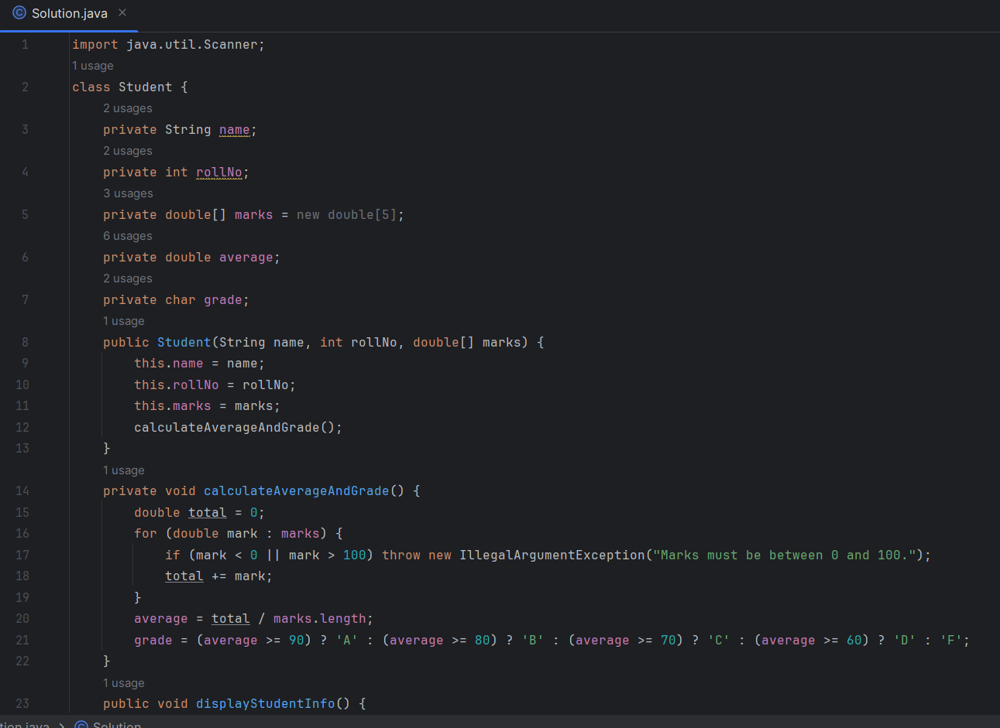 Solution.java
1 import java.util.Scanner;
1 usage
2 class Student {
2 usages
3 private String name;
2 usages
4 private int rollNo;
3 usages
5 private double[] marks = new double[5];
6 usages
6 private double average;
2 usages
7 private char grade;
1 usage
8 public Student(String name, int rollNo, double[] marks) {
9 this.name = name;
10 this.rollNo = rollNo;
11 this.marks = marks;
12 calculateAverageAndGrade();
13 }
1 usage
14 private void calculateAverageAndGrade() {
15 double total = 0;
16 for (double mark : marks) {
17 if (mark < 0 || mark > 100) throw new IllegalArgumentException("Marks must be between 0 and 100.");
18 total += mark;
19 }
20 average = total / marks.length;
21 grade = (average >= 90) ? 'A' : (average >= 80) ? 'B' : (average >= 70) ? 'C' : (average >= 60) ? 'D' : 'F';
22 }
1 usage
23 public void displayStudentInfo() {
tion.java > Solution